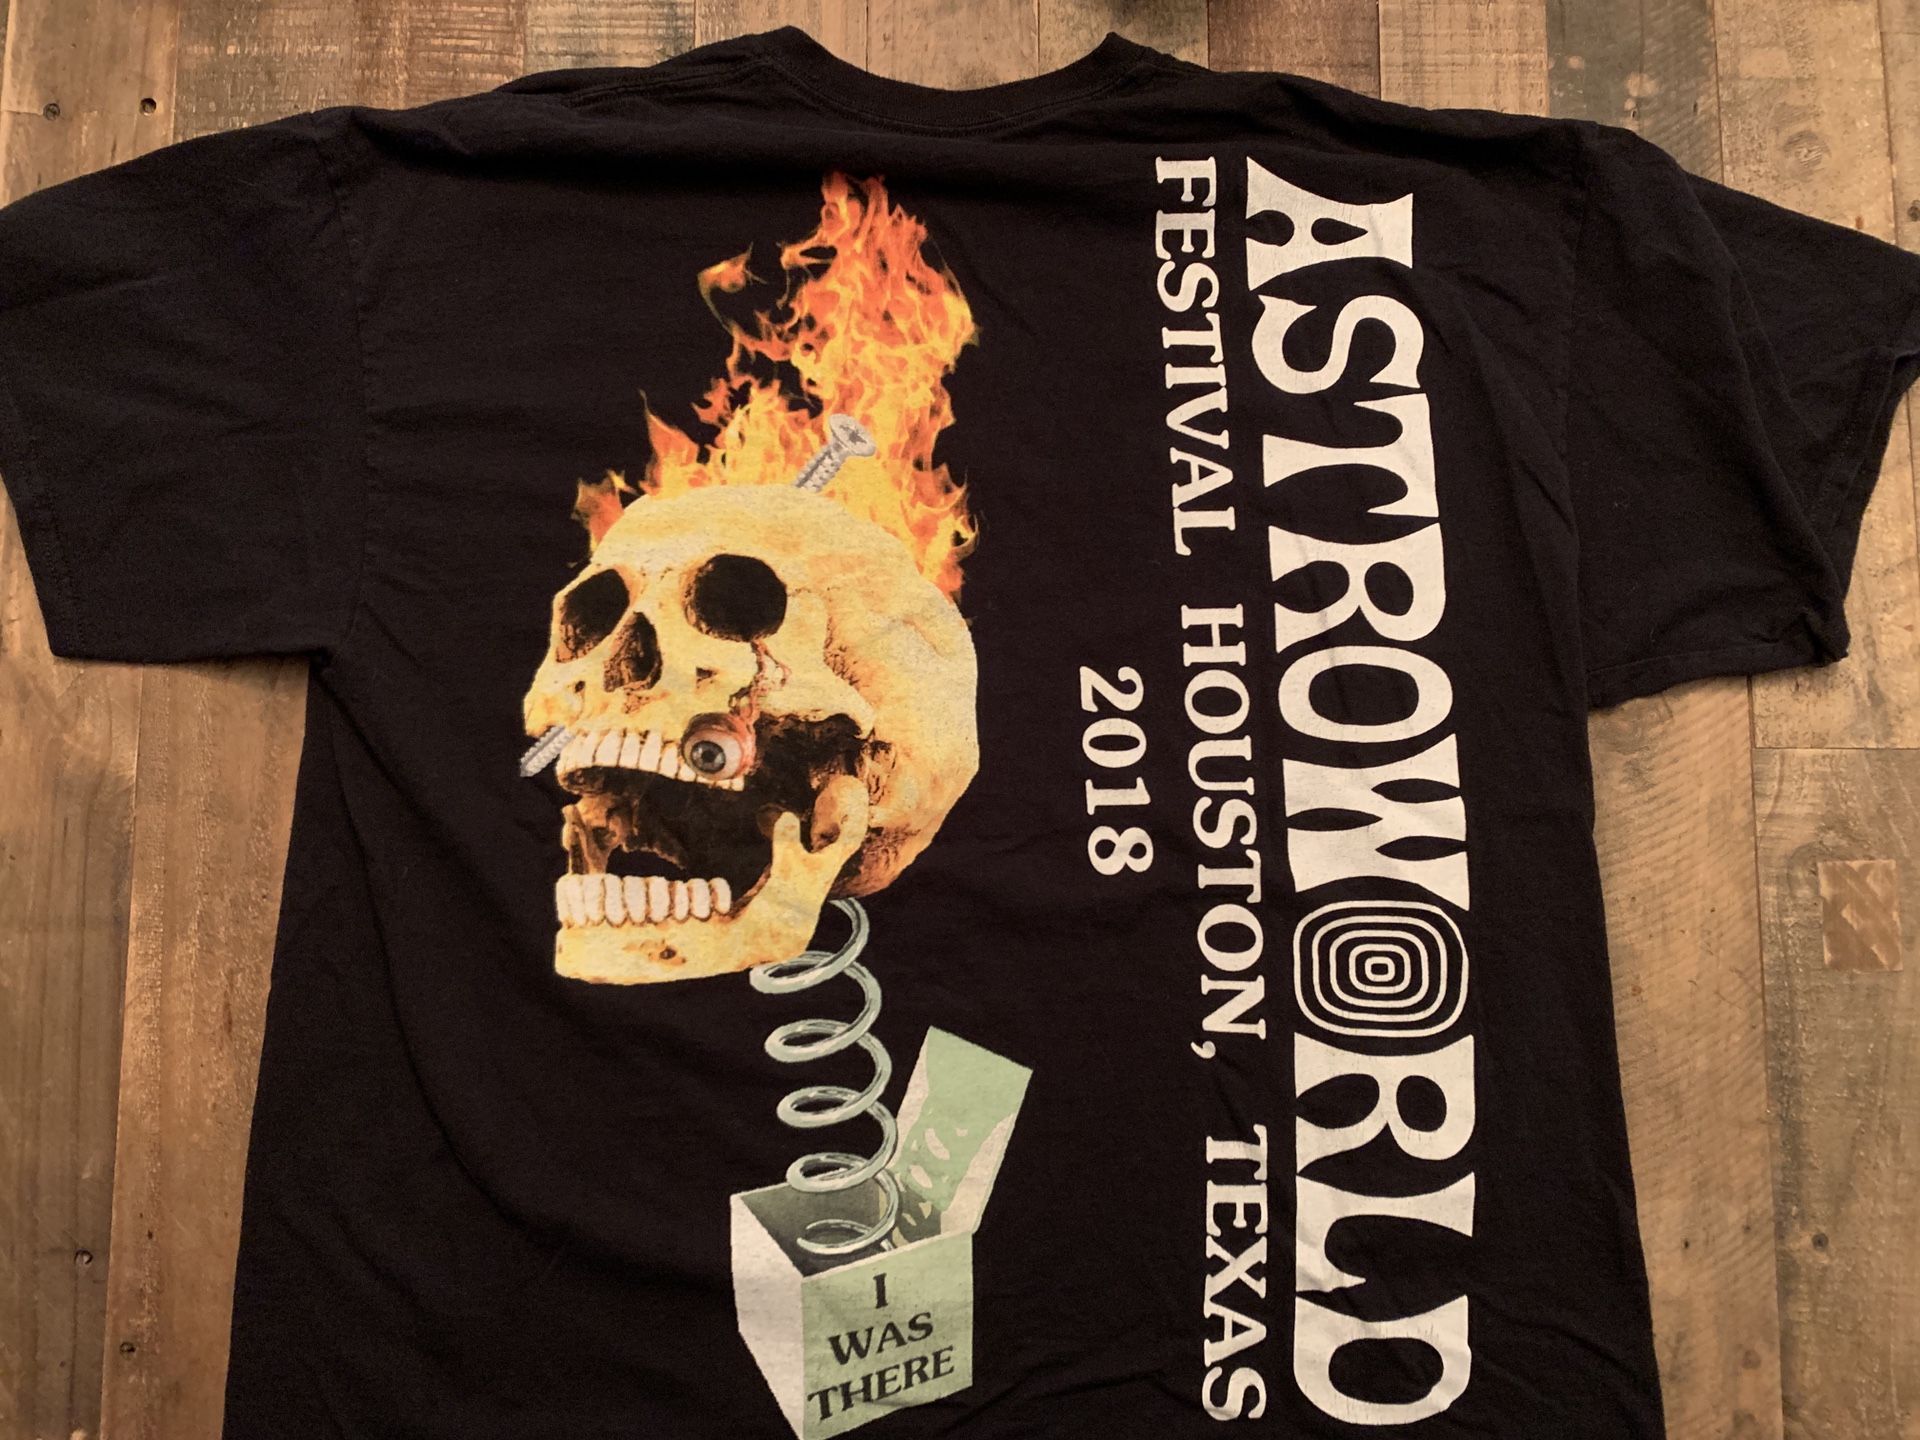 ASTROWORLD
FESTIVAL HOUSTON, TEXAS
2018
I
WAS
THERE